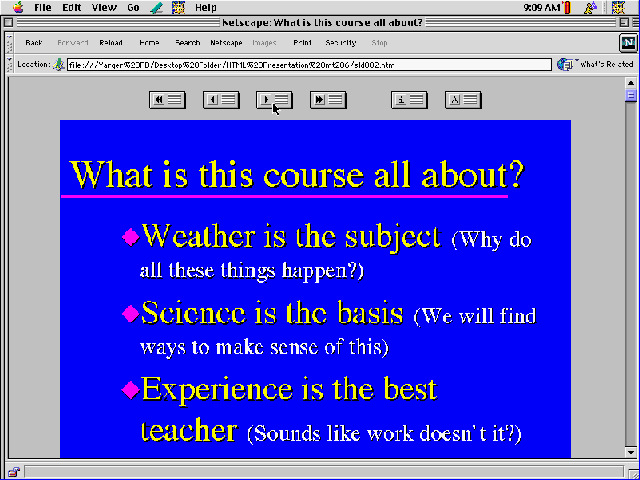 File Edit View Go Help 9:09 AM
Netscape: What is this course all about?
Back Forward Reload Home Search Netscape Images Print Security Stop
Location: file:///Yarger%20FD/Desktop%20Folder/HTML%20Presentation%20mt206/sld002.htm What's Related
What is this course all about?
Weather is the subject (Why do
all these things happen?)
Science is the basis (We will find
ways to make sense of this)
Experience is the best
teacher (Sounds like work doesn't it?)